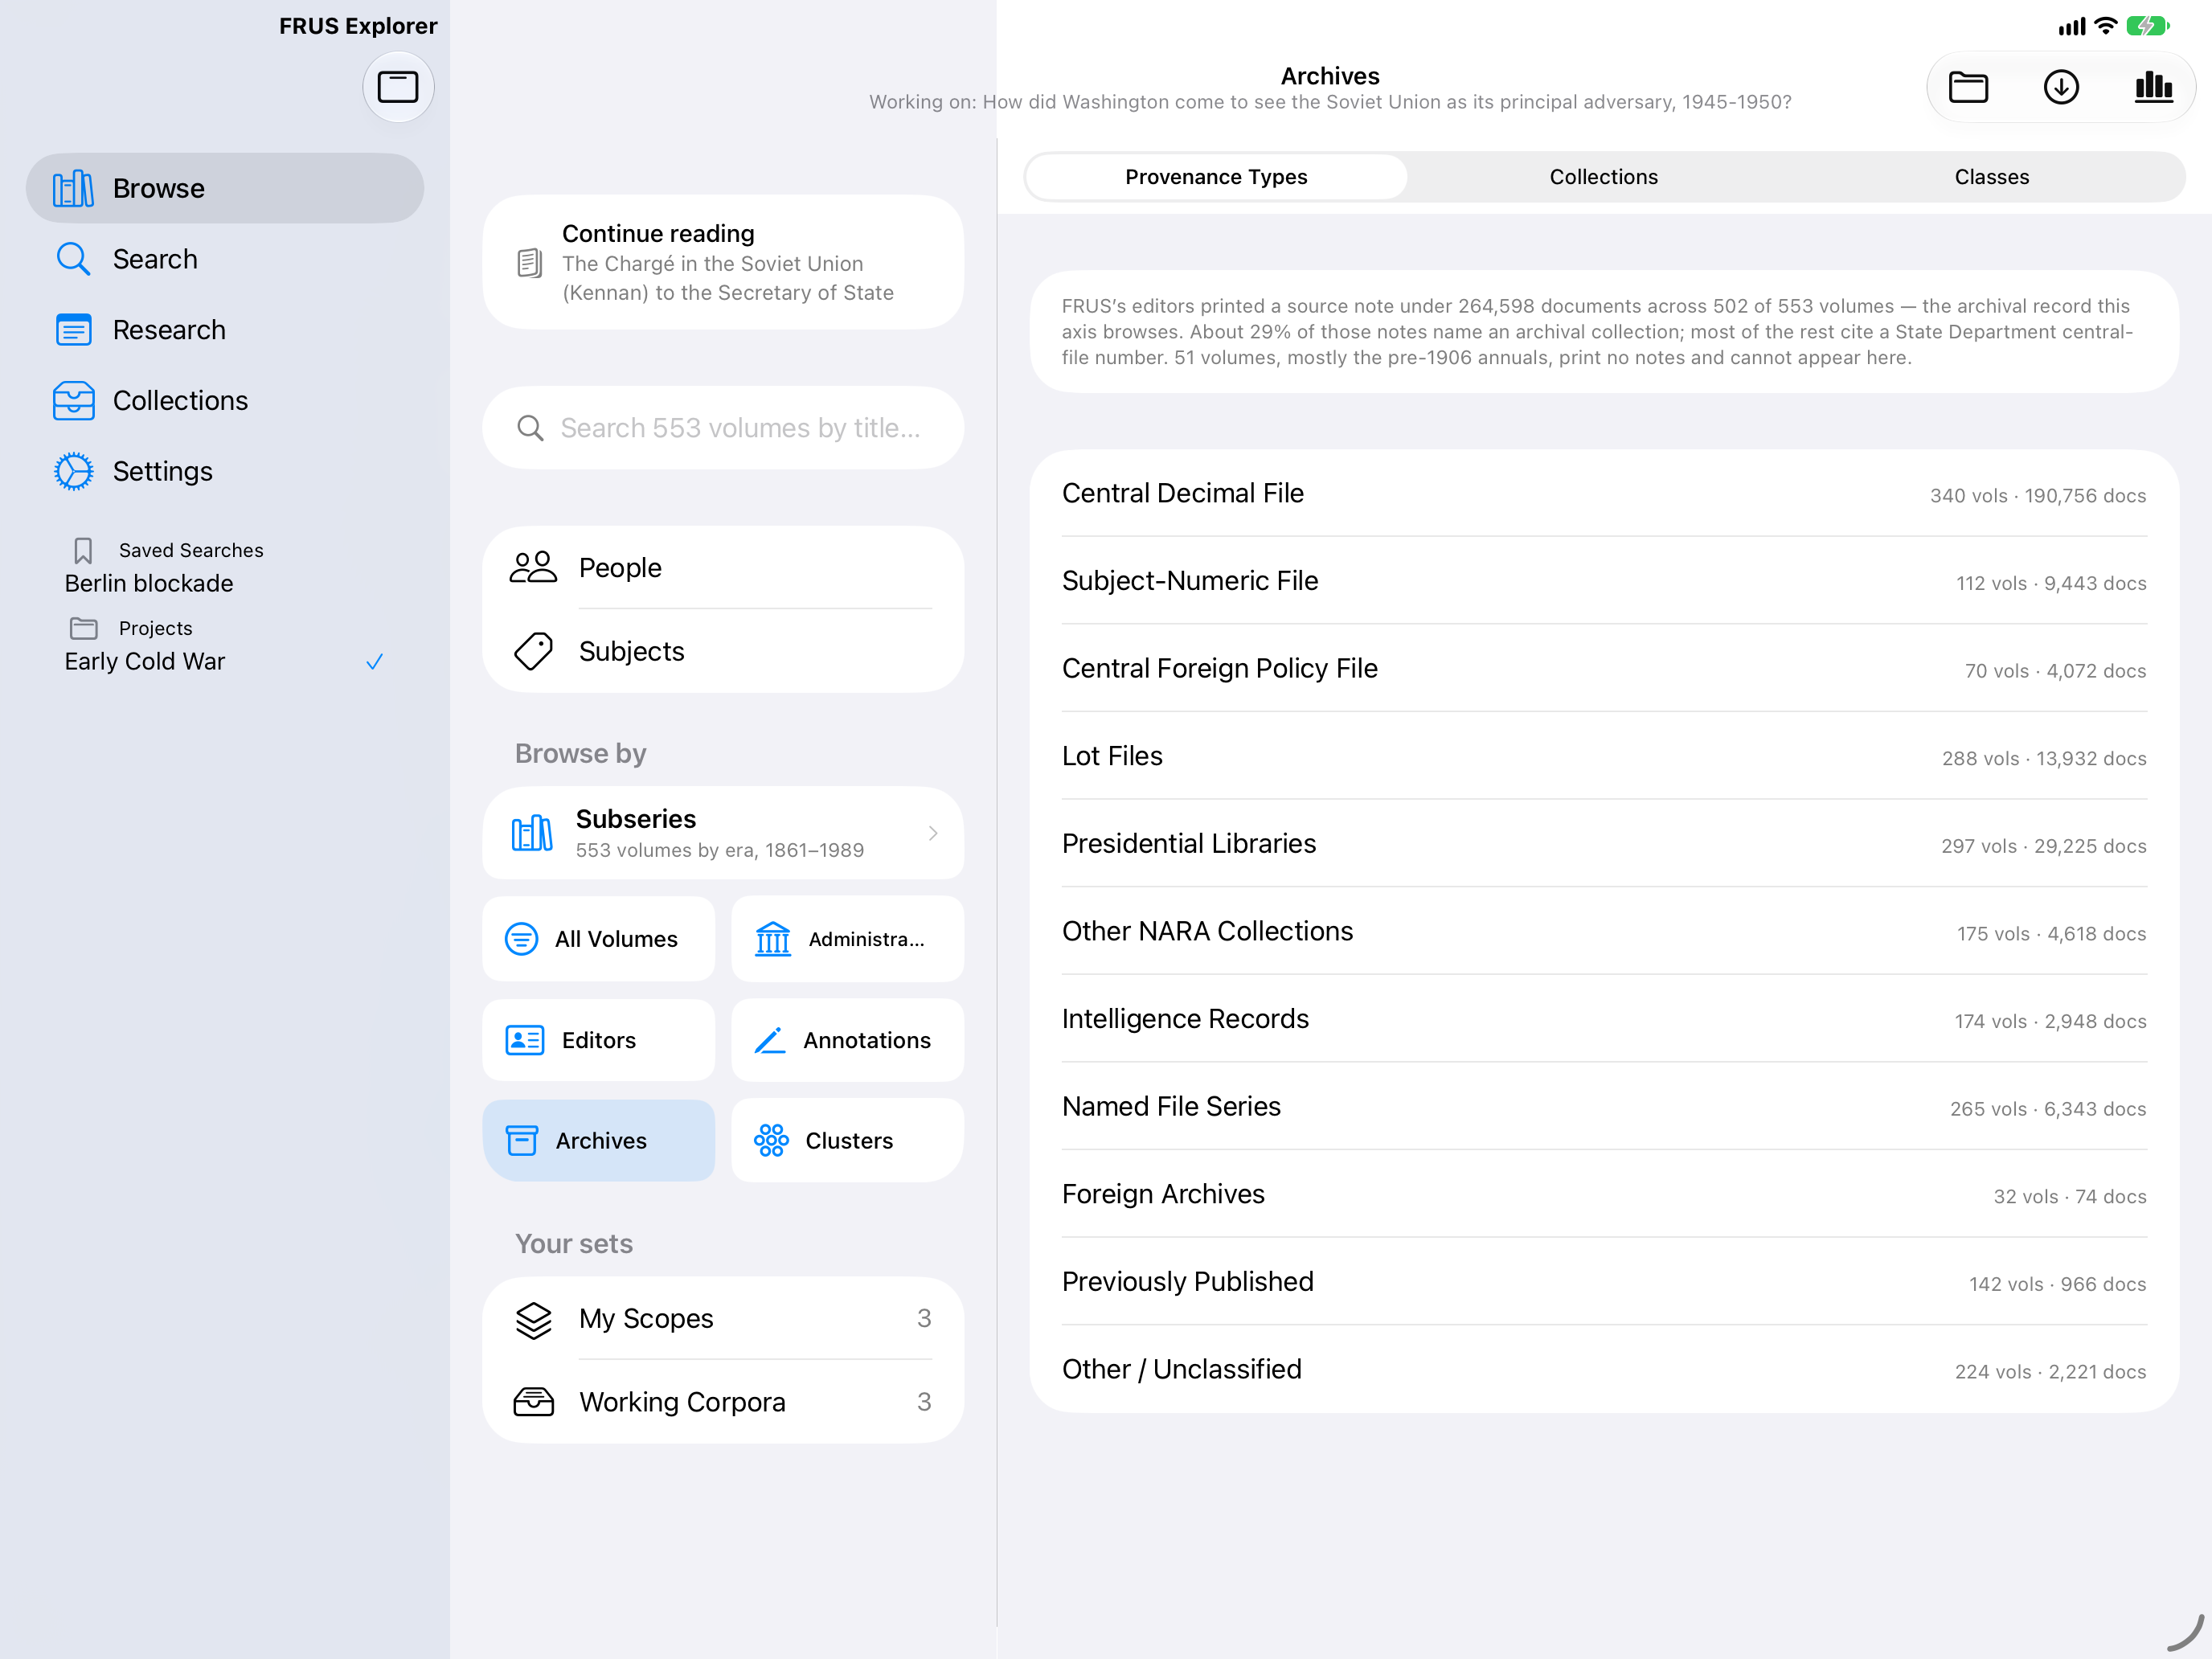 FRUS Explorer
Browse
Search
Research
Collections
Settings
Saved Searches
Berlin blockade
Projects
Early Cold War
Continue reading
The Chargé in the Soviet Union
(Kennan) to the Secretary of State
Search 553 volumes by title...
People
Subjects
Browse by
Subseries
553 volumes by era, 1861–1989
All Volumes
Administra...
Editors
Annotations
Archives
Clusters
Your sets
My Scopes 3
Working Corpora 3
Archives
Working on: How did Washington come to see the Soviet Union as its principal adversary, 1945-1950?
Provenance Types Collections Classes
FRUS’s editors printed a source note under 264,598 documents across 502 of 553 volumes — the archival record this
axis browses. About 29% of those notes name an archival collection; most of the rest cite a State Department central-
file number. 51 volumes, mostly the pre-1906 annuals, print no notes and cannot appear here.
Central Decimal File 340 vols · 190,756 docs
Subject-Numeric File 112 vols · 9,443 docs
Central Foreign Policy File 70 vols · 4,072 docs
Lot Files 288 vols · 13,932 docs
Presidential Libraries 297 vols · 29,225 docs
Other NARA Collections 175 vols · 4,618 docs
Intelligence Records 174 vols · 2,948 docs
Named File Series 265 vols · 6,343 docs
Foreign Archives 32 vols · 74 docs
Previously Published 142 vols · 966 docs
Other / Unclassified 224 vols · 2,221 docs